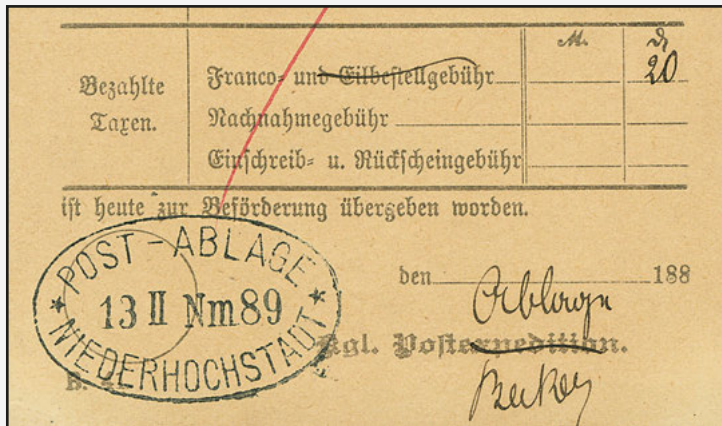 M. ₰
Franco- und Eilbestellgebühr 20
Bezahlte
Taxen.
Nachnahmegebühr
Einschreib- u. Rückscheingebühr
ist heute zur Beförderung übergeben worden.
POST-ABLAGE
13 II Nm 89
NIEDERHOCHSTADT
den 188
Ablage
Kgl. Postexpedition.
Becker